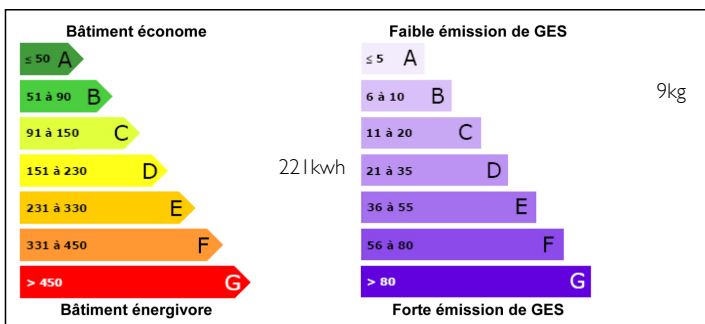 Bâtiment économe
≤ 50 A
51 à 90 B
91 à 150 C
151 à 230 D
221kwh
231 à 330 E
331 à 450 F
> 450 G
Bâtiment énergivore
Faible émission de GES
≤ 5 A
6 à 10 B
9kg
11 à 20 C
21 à 35 D
36 à 55 E
56 à 80 F
> 80 G
Forte émission de GES